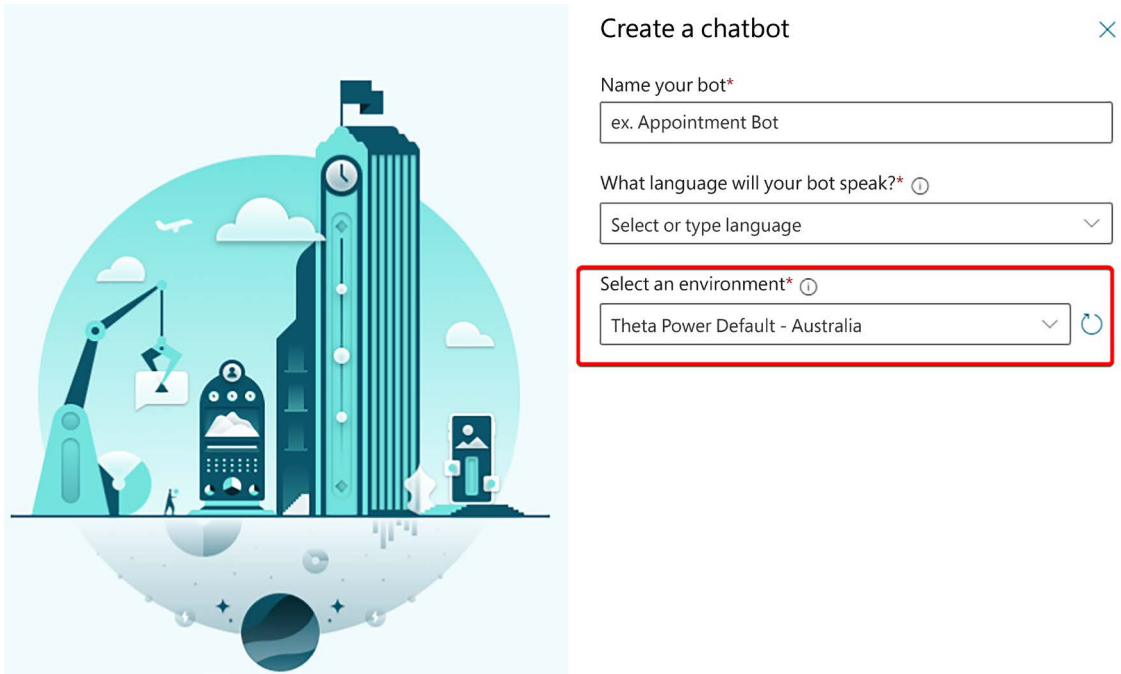 Create a chatbot
Name your bot*
ex. Appointment Bot
What language will your bot speak?*
Select or type language
Select an environment*
Theta Power Default - Australia